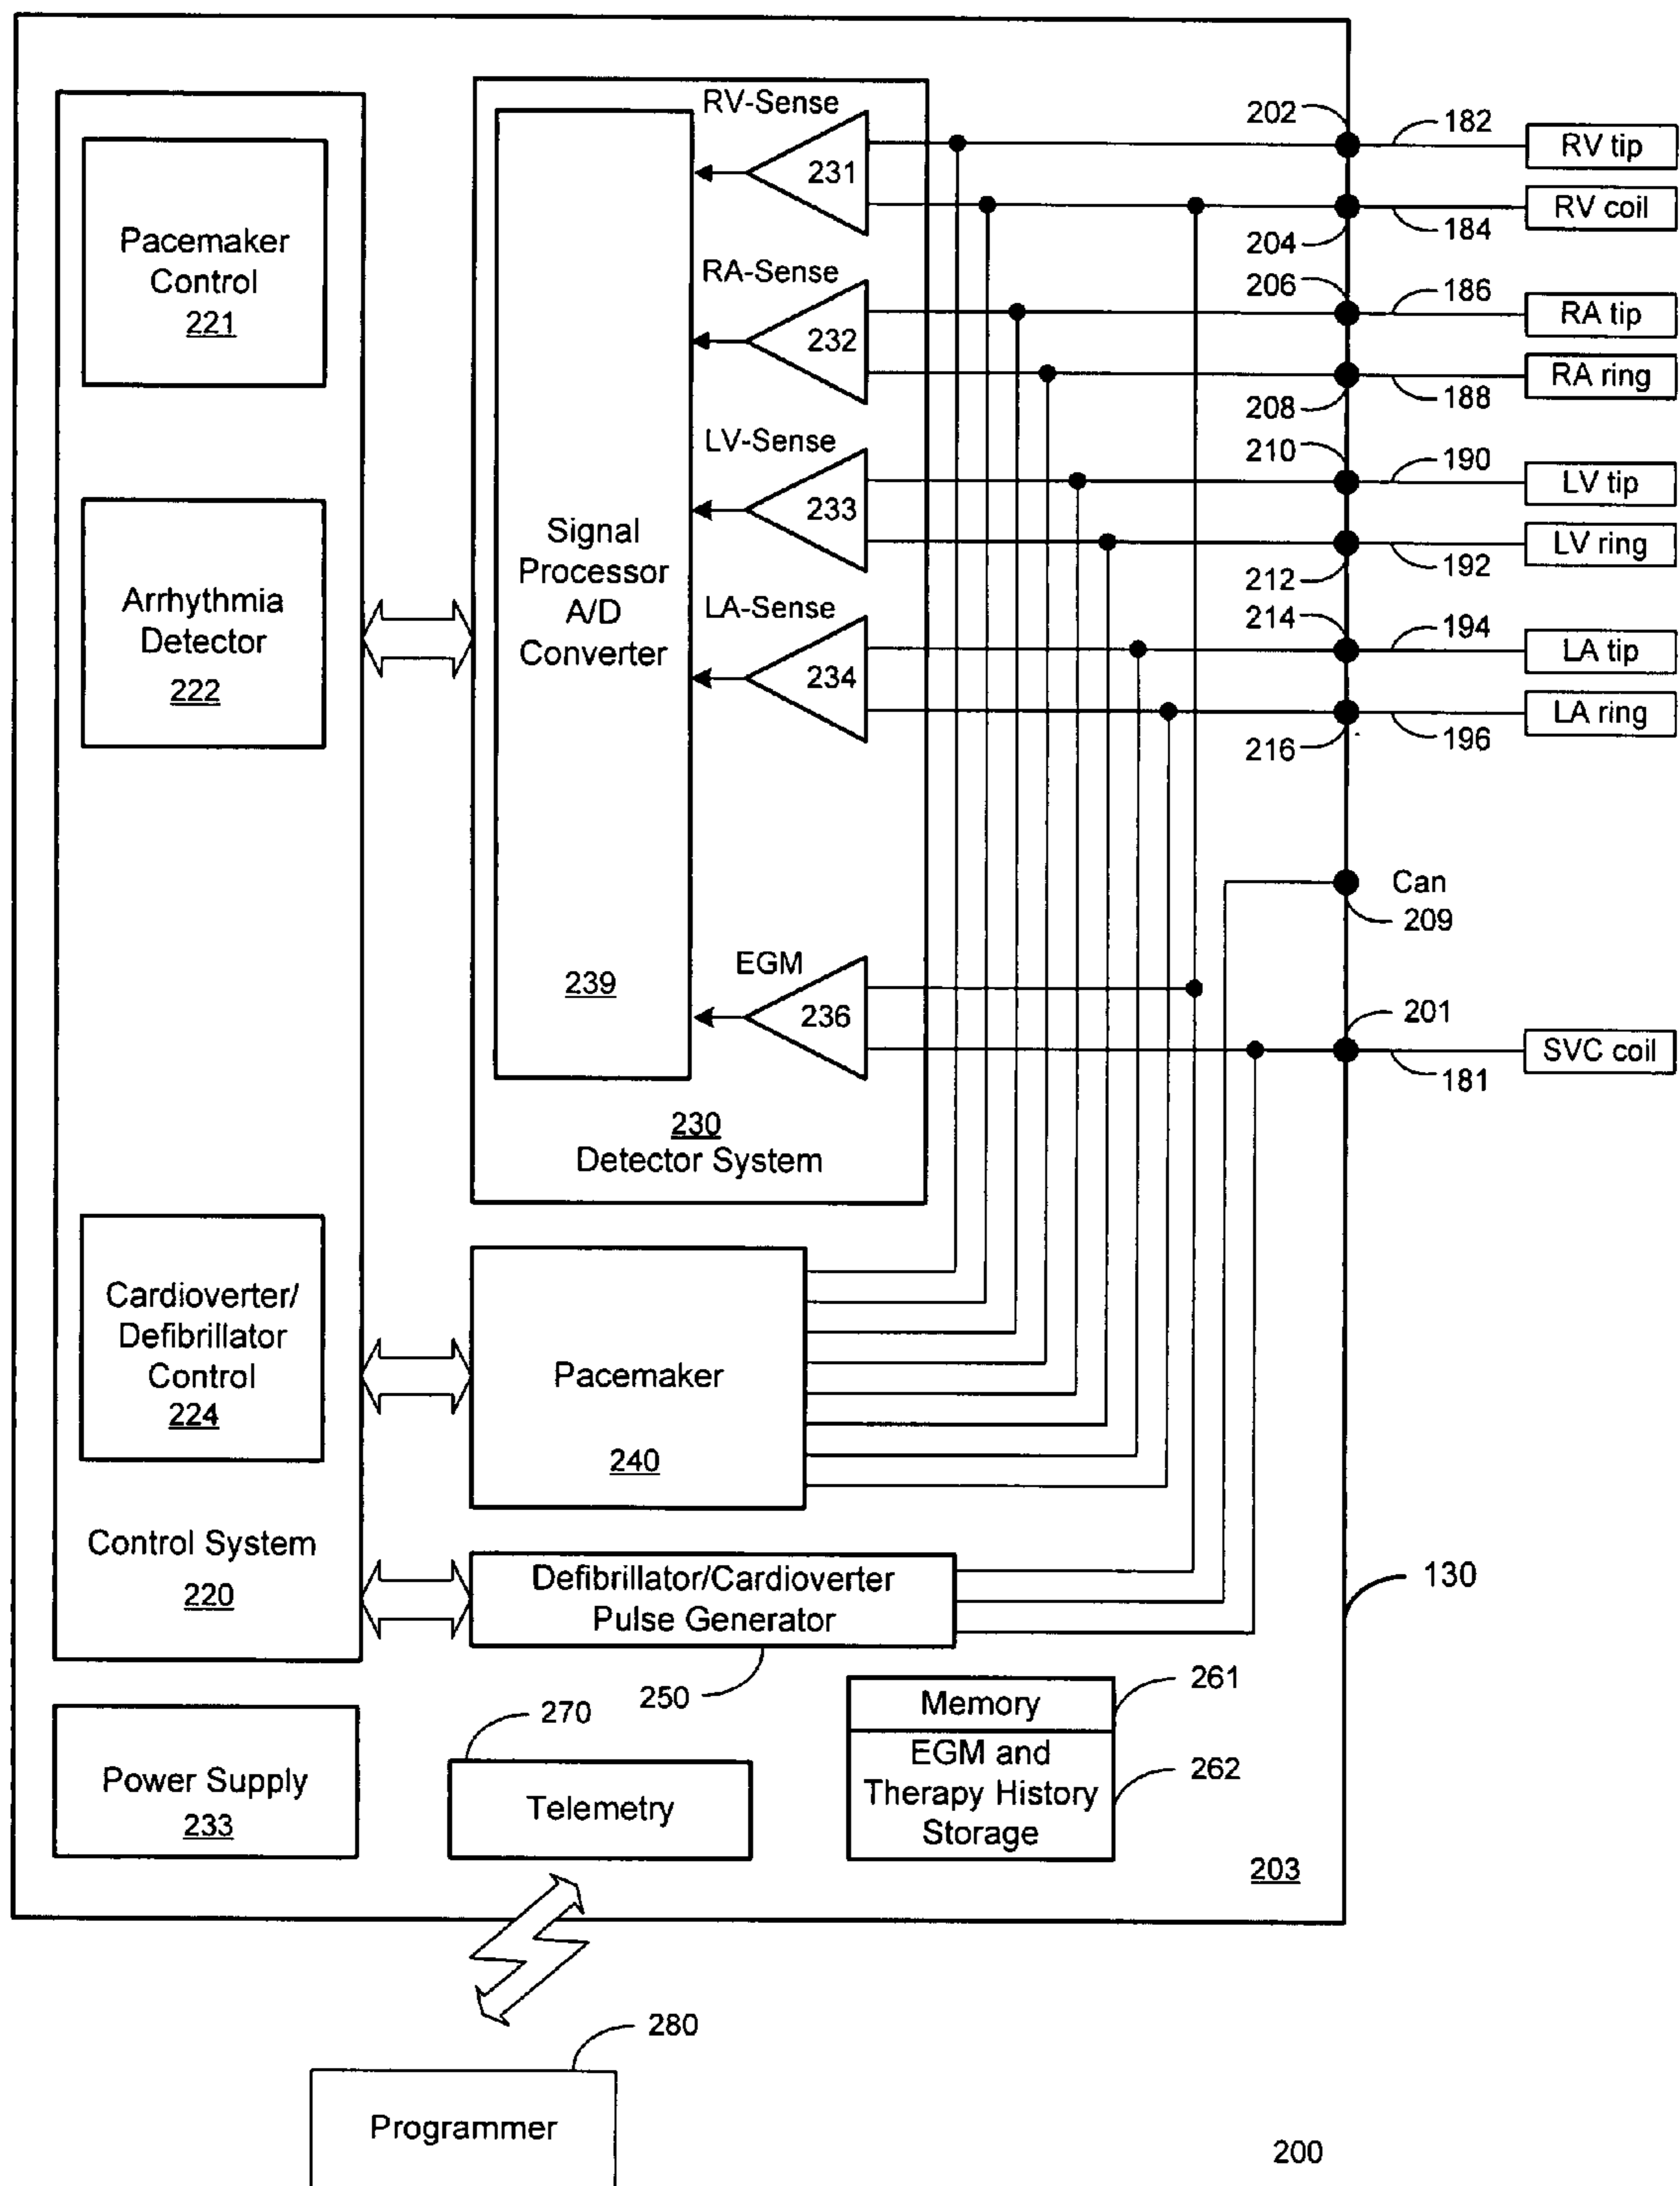 RV-Sense
231
202
182
RV tip
RV coil
204
184
Pacemaker
Control
221
RA-Sense
232
206
186
RA tip
RA ring
208
188
LV-Sense
233
210
190
LV tip
LV ring
212
192
Signal
Processor
A/D
Converter
239
Arrhythmia
Detector
222
LA-Sense
234
214
194
LA tip
LA ring
216
196
Can
209
EGM
236
201
SVC coil
181
230
Detector System
Cardioverter/
Defibrillator
Control
224
Pacemaker
240
Control System
220
Defibrillator/Cardioverter
Pulse Generator
250
130
Power Supply
233
270
Telemetry
Memory
261
EGM and
Therapy History
Storage
262
203
280
Programmer
200